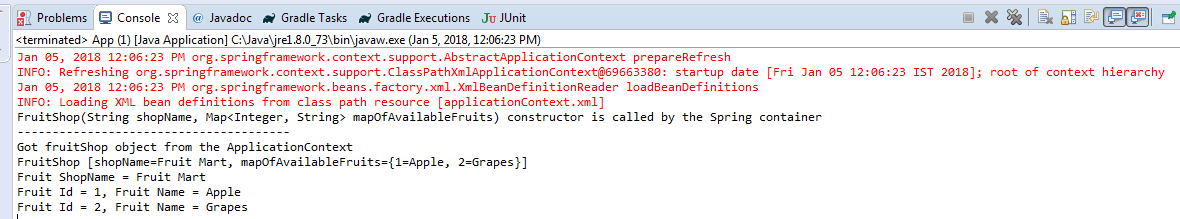 Problems Console @ Javadoc Gradle Tasks Gradle Executions JU JUnit
<terminated> App (1) [Java Application] C:\Java\jre1.8.0_73\bin\javaw.exe (Jan 5, 2018, 12:06:23 PM)
Jan 05, 2018 12:06:23 PM org.springframework.context.support.AbstractApplicationContext prepareRefresh
INFO: Refreshing org.springframework.context.support.ClassPathXmlApplicationContext@69663380: startup date [Fri Jan 05 12:06:23 IST 2018]; root of context hierarchy
Jan 05, 2018 12:06:23 PM org.springframework.beans.factory.xml.XmlBeanDefinitionReader loadBeanDefinitions
INFO: Loading XML bean definitions from class path resource [applicationContext.xml]
FruitShop(String shopName, Map<Integer, String> mapOfAvailableFruits) constructor is called by the Spring container
---------------------------------------
Got fruitShop object from the ApplicationContext
FruitShop [shopName=Fruit Mart, mapOfAvailableFruits={1=Apple, 2=Grapes}]
Fruit ShopName = Fruit Mart
Fruit Id = 1, Fruit Name = Apple
Fruit Id = 2, Fruit Name = Grapes